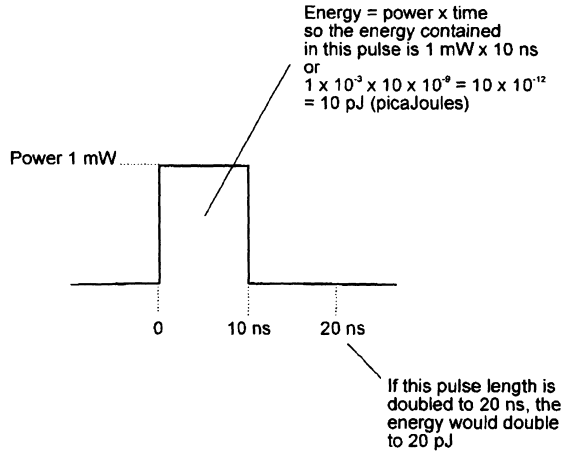 Energy = power x time
so the energy contained
in this pulse is 1 mW x 10 ns
or
1 x 10⁻³ x 10 x 10⁻⁹ = 10 x 10⁻¹²
= 10 pJ (picaJoules)
Power 1 mW
0
10 ns
20 ns
If this pulse length is
doubled to 20 ns, the
energy would double
to 20 pJ